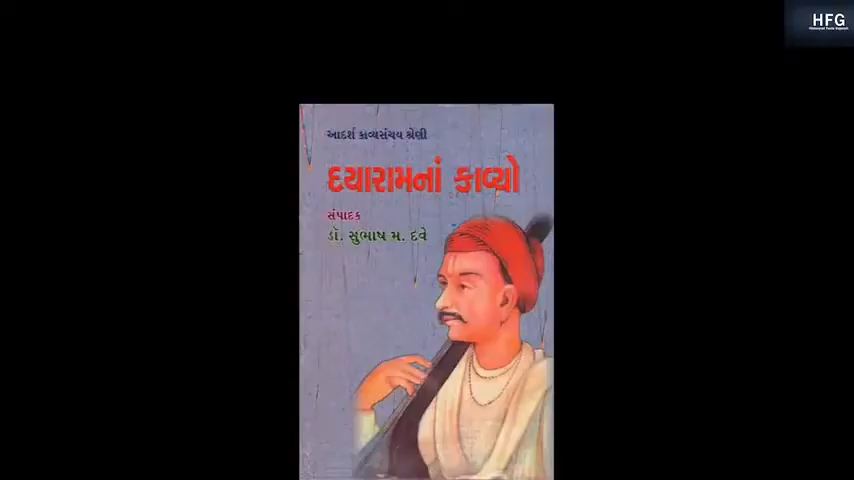 HFG
આદર્શ કાવ્યસંચય શ્રેણી
દયારામનાં કાવ્યો
સંપાદક
ડૉ. સુભાષ મ. દવે